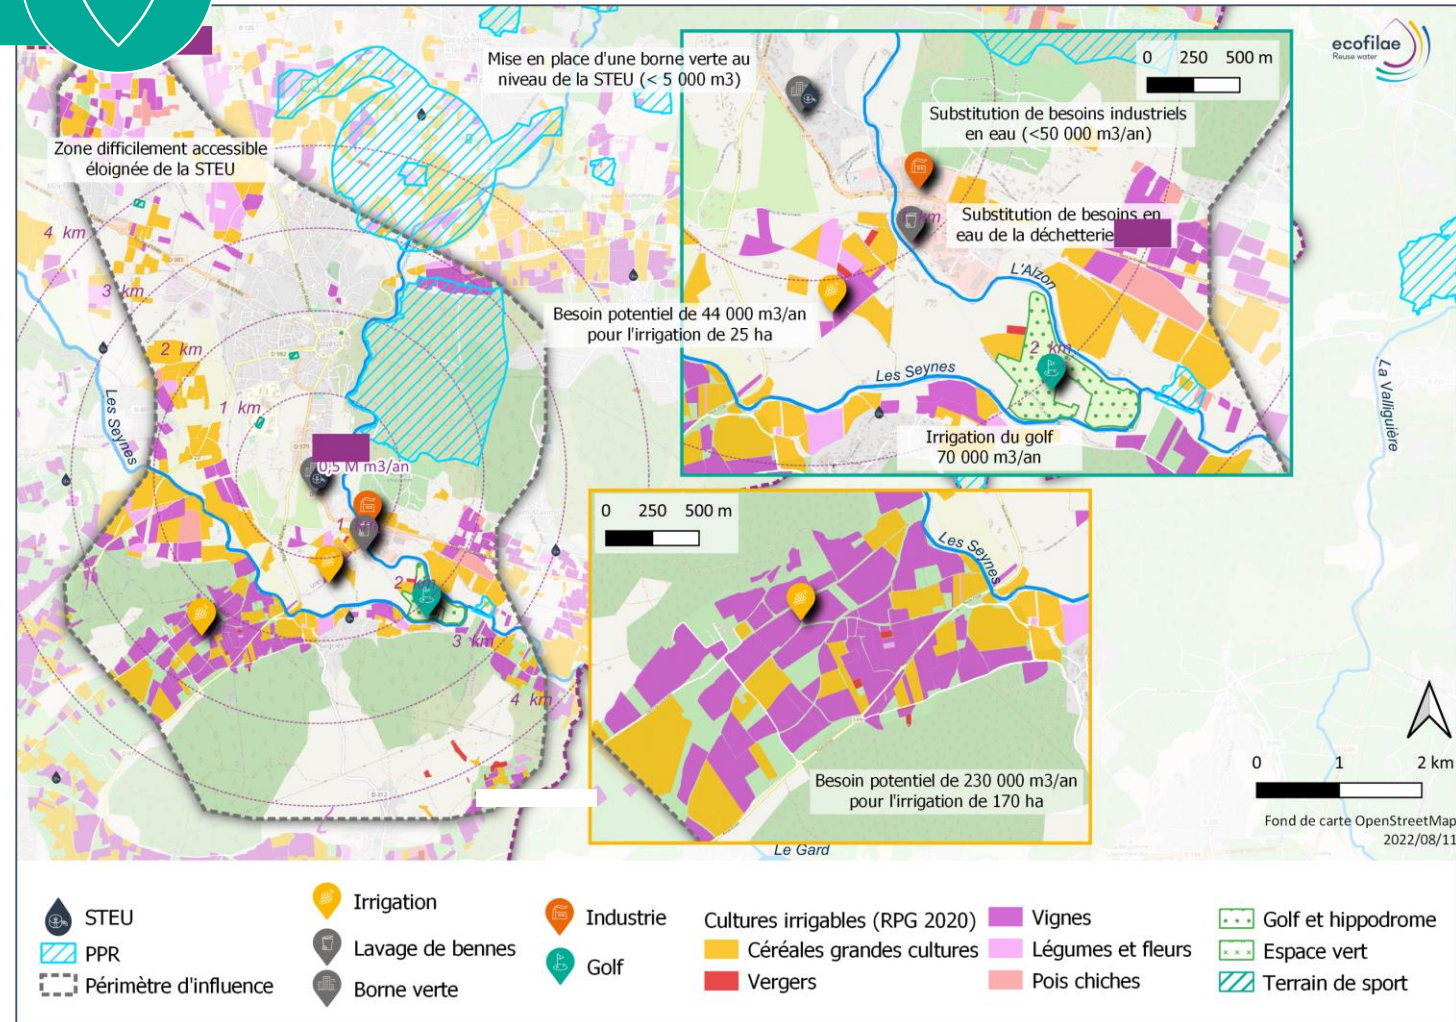 ecofilae
Reuse water
Mise en place d'une borne verte au
niveau de la STEU (< 5 000 m3)
0 250 500 m
Substitution de besoins industriels
en eau (<50 000 m3/an)
Zone difficilement accessible
éloignée de la STEU
Substitution de besoins en
eau de la déchetterie
4 km
3 km
2 km
1 km
L'Alzon
Besoin potentiel de 44 000 m3/an
pour l'irrigation de 25 ha
2 km
Les Seynes
Les Seynes
La Valliguière
D 982
D 981
D 979
Irrigation du golf
70 000 m3/an
0,5 M m3/an
0 250 500 m
Les Seynes
2 km
3 km
4 km
Besoin potentiel de 230 000 m3/an
pour l'irrigation de 170 ha
0 1 2 km
Fond de carte OpenStreetMap
2022/08/11
Le Gard
STEU
PPR
Périmètre d'influence
Irrigation
Lavage de bennes
Borne verte
Industrie
Golf
Cultures irrigables (RPG 2020)
Céréales grandes cultures
Vergers
Vignes
Légumes et fleurs
Pois chiches
Golf et hippodrome
Espace vert
Terrain de sport